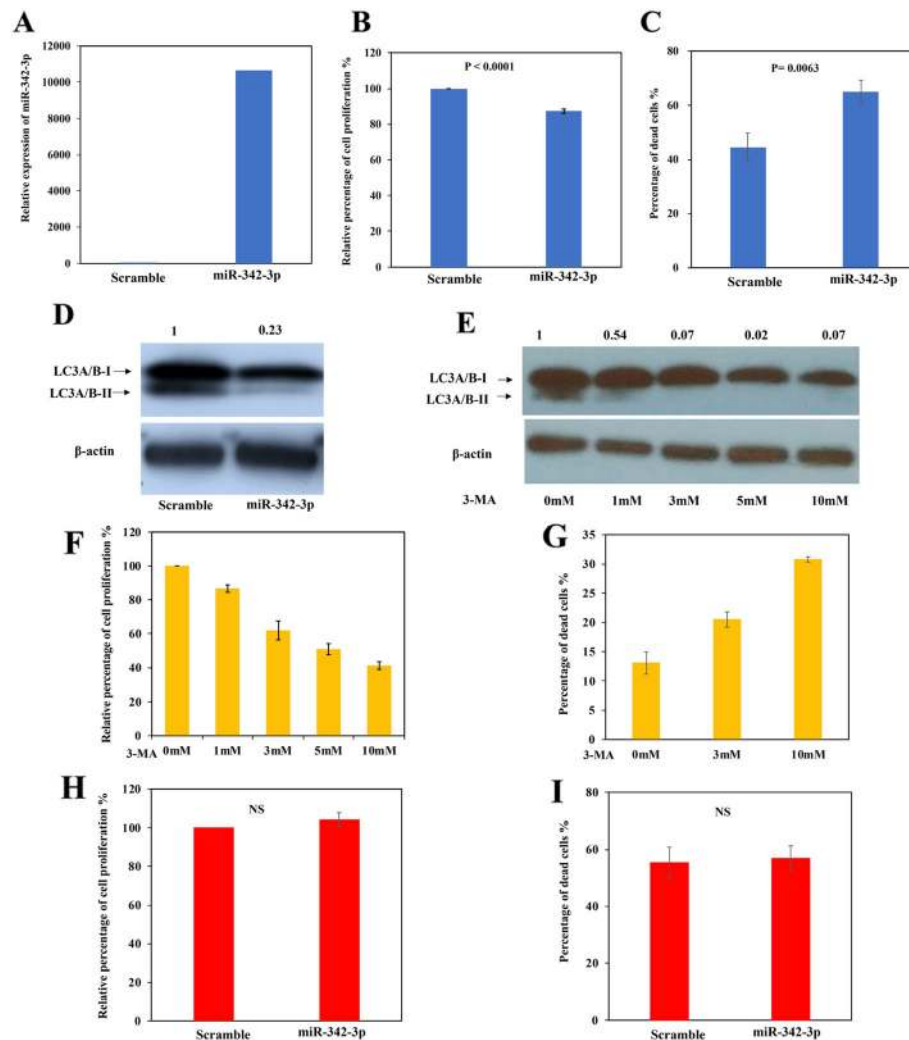 A
Relative expression of miR-342-3p
12000
10000
8000
6000
4000
2000
0
Scramble miR-342-3p
B
Relative percentage of cell proliferation %
120
100
80
60
40
20
0
P < 0.0001
Scramble miR-342-3p
C
Percentage of dead cells %
80
60
40
20
0
P= 0.0063
Scramble miR-342-3p
D
1 0.23
LC3A/B-I
LC3A/B-II
β-actin
Scramble miR-342-3p
E
1 0.54 0.07 0.02 0.07
LC3A/B-I
LC3A/B-II
β-actin
3-MA 0mM 1mM 3mM 5mM 10mM
F
Relative percentage of cell proliferation %
120
100
80
60
40
20
0
3-MA 0mM 1mM 3mM 5mM 10mM
G
Percentage of dead cells %
35
30
25
20
15
10
5
0
3-MA 0mM 3mM 10mM
H
Relative percentage of cell proliferation %
120
100
80
60
40
20
0
NS
Scramble miR-342-3p
I
Percentage of dead cells %
80
60
40
20
0
NS
Scramble miR-342-3p